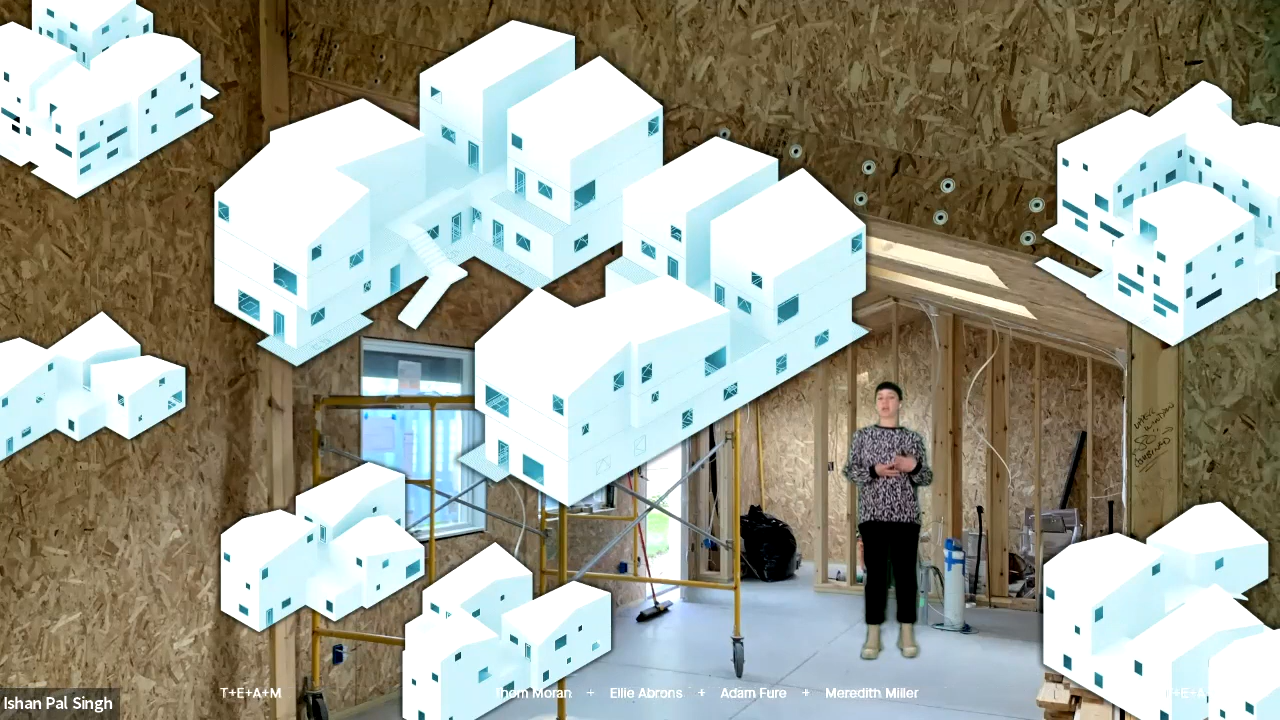 T+E+A+M
Thom Moran + Ellie Abrons + Adam Fure + Meredith Miller
Ishan Pal Singh